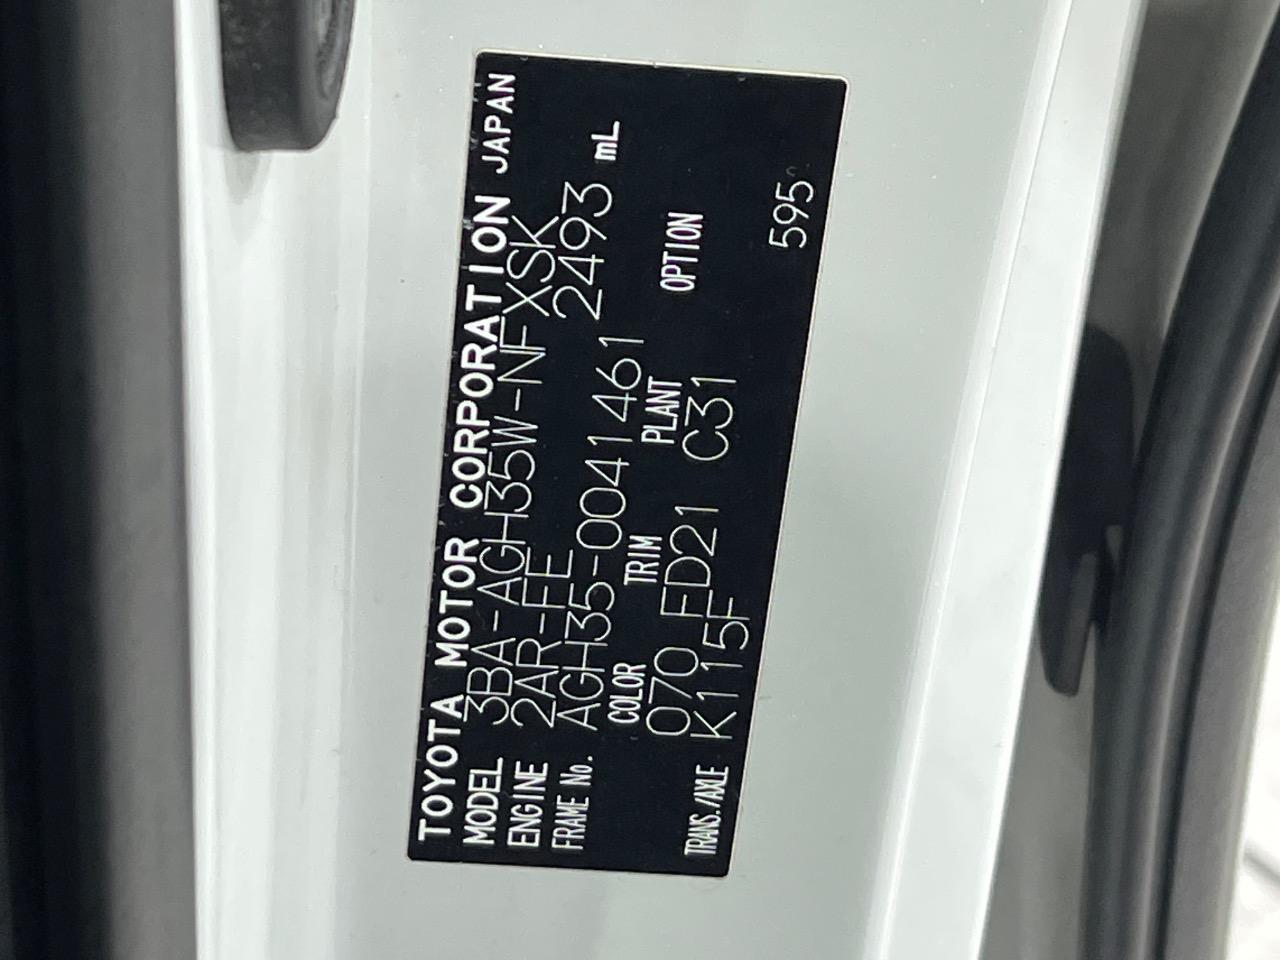 TOYOTA MOTOR CORPORATION JAPAN
MODEL 3BA-AGH35W-NFXSK
ENGINE 2AR-FE 2493 mL
FRAME No. AGH35-0041461
COLOR TRIM PLANT OPTION
070 FD21 C31
TRANS./AXLE K115F
595